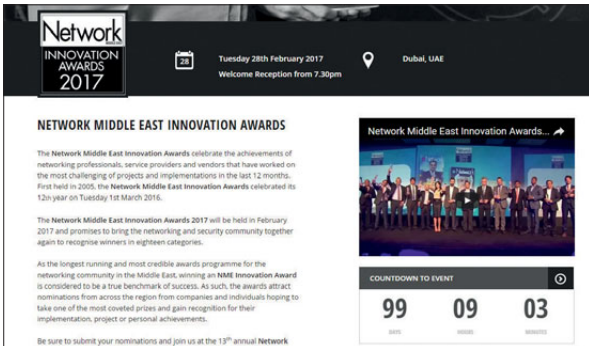 Network
INNOVATION
AWARDS
2017
28
Tuesday 28th February 2017
Welcome Reception from 7.30pm
Dubai, UAE
NETWORK MIDDLE EAST INNOVATION AWARDS
The Network Middle East Innovation Awards celebrate the achievements of
networking professionals, service providers and vendors that have worked on
the most challenging of projects and implementations in the last 12 months.
First held in 2005, the Network Middle East Innovation Awards celebrated its
12th year on Tuesday 1st March 2016.
The Network Middle East Innovation Awards 2017 will be held in February
2017 and promises to bring the networking and security community together
again to recognise winners in eighteen categories.
As the longest running and most credible awards programme for the
networking community in the Middle East, winning an NME Innovation Award
is considered to be a true benchmark of success. As such, the awards attract
nominations from across the region from companies and individuals hoping to
take one of the most coveted prizes and gain recognition for their
implementation, project or personal achievements.
Be sure to submit your nominations and join us at the 13th annual Network
Network Middle East Innovation Awards...
COUNTDOWN TO EVENT
99 09 03
DAYS HOURS MINUTES